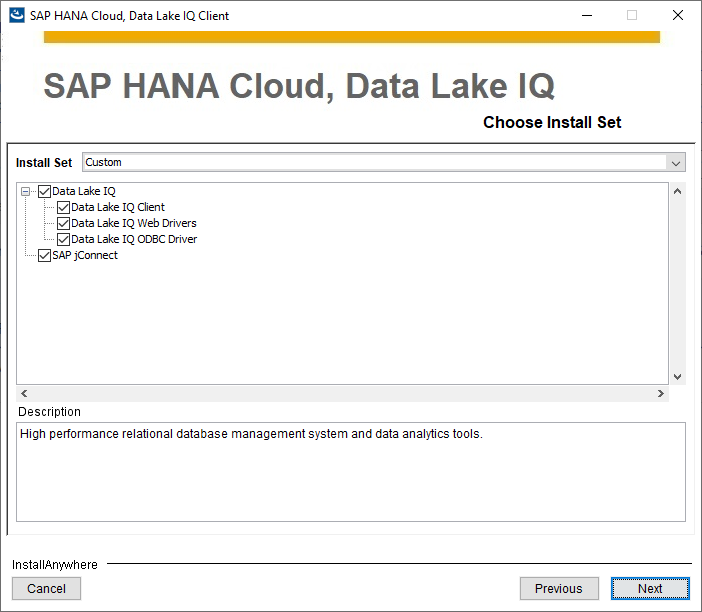 SAP HANA Cloud, Data Lake IQ Client
SAP HANA Cloud, Data Lake IQ
Choose Install Set
Install Set Custom
Data Lake IQ
Data Lake IQ Client
Data Lake IQ Web Drivers
Data Lake IQ ODBC Driver
SAP jConnect
Description
High performance relational database management system and data analytics tools.
InstallAnywhere
Cancel Previous Next